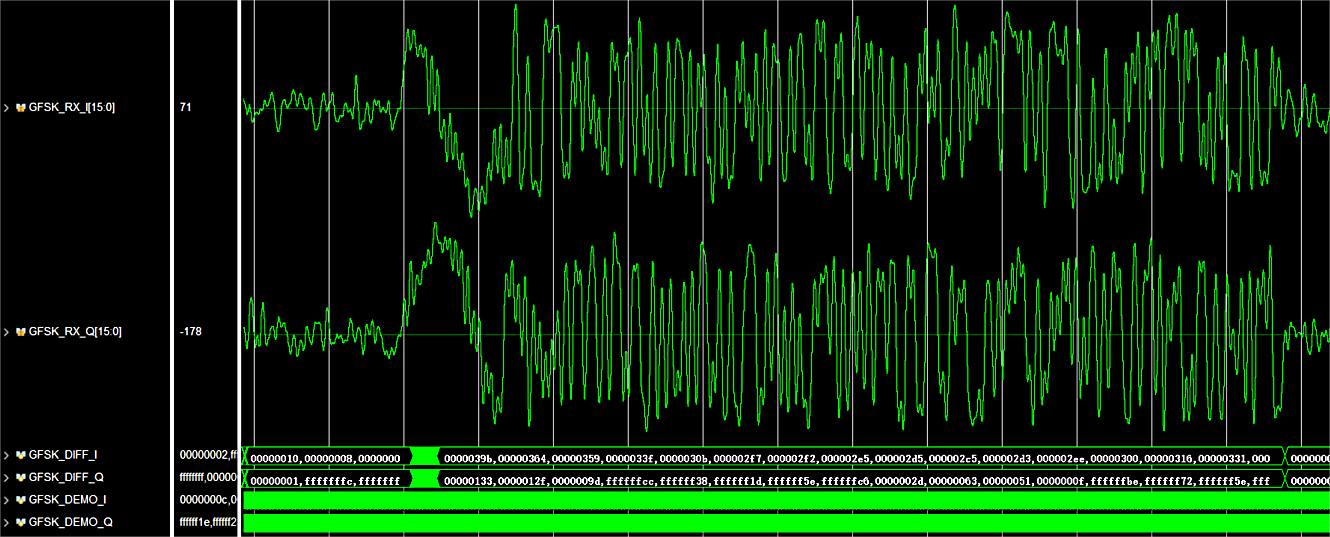 GFSK_RX_I[15:0] 71
GFSK_RX_Q[15:0] -178
GFSK_DIFF_I 00000002,ff 00000010,00000008,0000000 0000039b,00000364,00000359,0000033f,0000030b,000002f7,000002f2,000002e5,000002d5,000002c5,000002d3,000002ee,00000300,00000316,00000331,000 0000000
GFSK_DIFF_Q ffffffff,00000 00000001,fffffffc,fffffff 00000133,0000012f,0000009d,ffffffcc,ffffff38,ffffff1d,ffffff5e,ffffffc6,0000002d,00000063,00000051,0000000f,ffffffbe,ffffff72,ffffff5e,fff 0000000
GFSK_DEMO_I 0000000c,0
GFSK_DEMO_Q ffffff1e,ffffff2